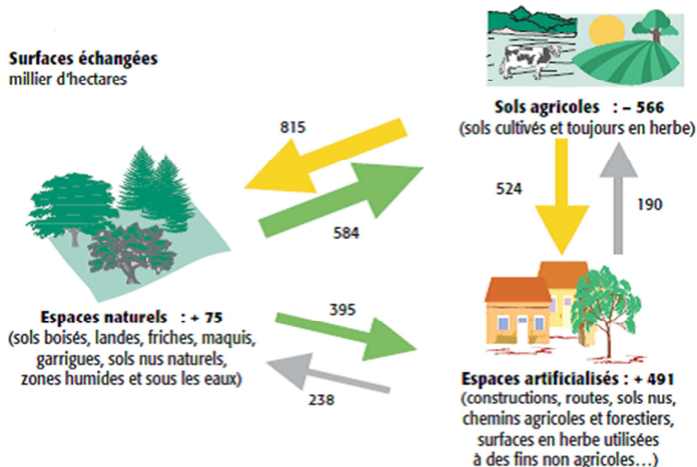 Surfaces échangées
millier d'hectares
Sols agricoles : – 566
(sols cultivés et toujours en herbe)
815
584
524
190
Espaces naturels : + 75
(sols boisés, landes, friches, maquis,
garrigues, sols nus naturels,
zones humides et sous les eaux)
395
238
Espaces artificialisés : + 491
(constructions, routes, sols nus,
chemins agricoles et forestiers,
surfaces en herbe utilisées
à des fins non agricoles...)